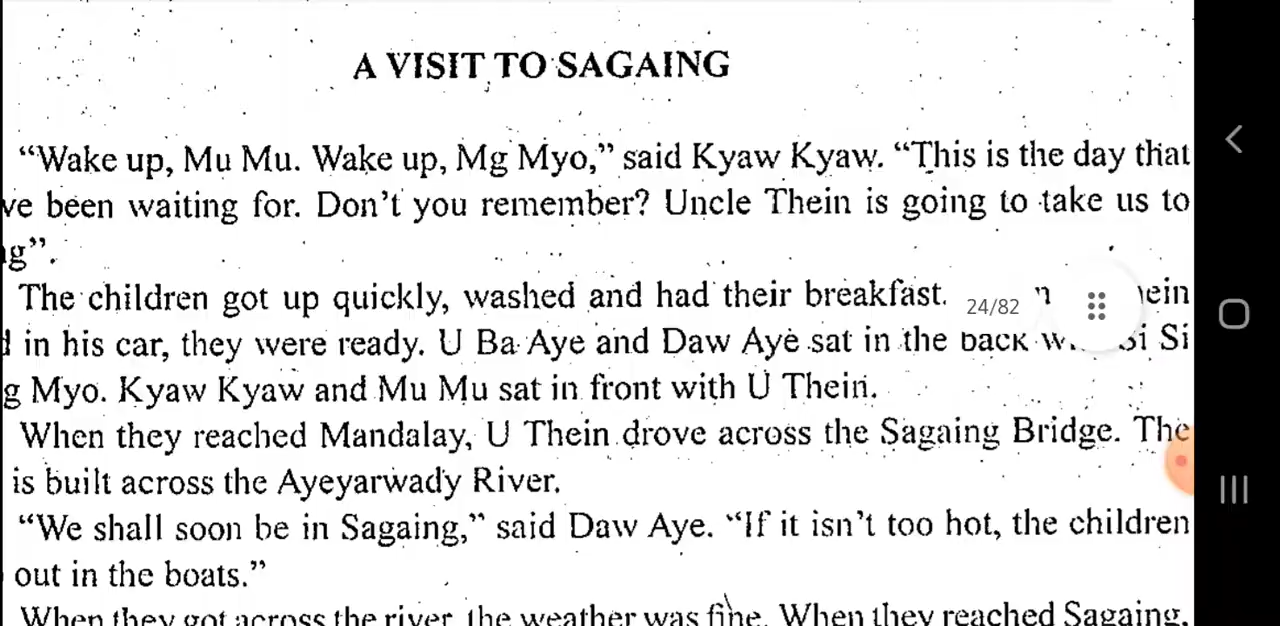 A VISIT TO SAGAING
“Wake up, Mu Mu. Wake up, Mg Myo,” said Kyaw Kyaw. “This is the day that
ve been waiting for. Don’t you remember? Uncle Thein is going to take us to
g”.
The children got up quickly, washed and had their breakfast.
24/82
in his car, they were ready. U Ba Aye and Daw Aye sat in the back Si
g Myo. Kyaw Kyaw and Mu Mu sat in front with U Thein.
When they reached Mandalay, U Thein drove across the Sagaing Bridge. The
is built across the Ayeyarwady River.
“We shall soon be in Sagaing,” said Daw Aye. “If it isn’t too hot, the children
out in the boats.”
When they got across the river, the weather was fine. When they reached Sagaing,